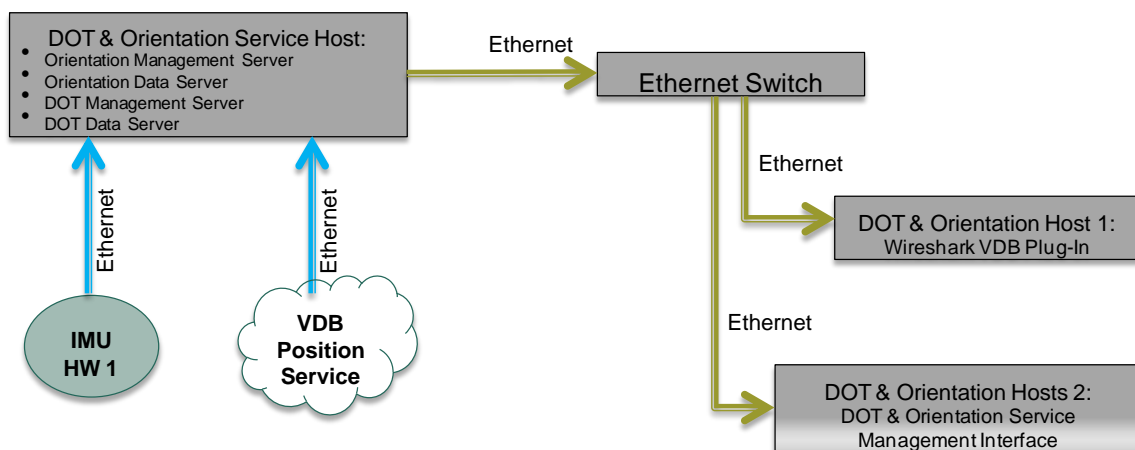 DOT & Orientation Service Host:
• Orientation Management Server
• Orientation Data Server
• DOT Management Server
• DOT Data Server
Ethernet
Ethernet Switch
Ethernet
Ethernet
Ethernet
DOT & Orientation Host 1:
Wireshark VDB Plug-In
IMU
HW 1
VDB
Position
Service
Ethernet
DOT & Orientation Hosts 2:
DOT & Orientation Service
Management Interface